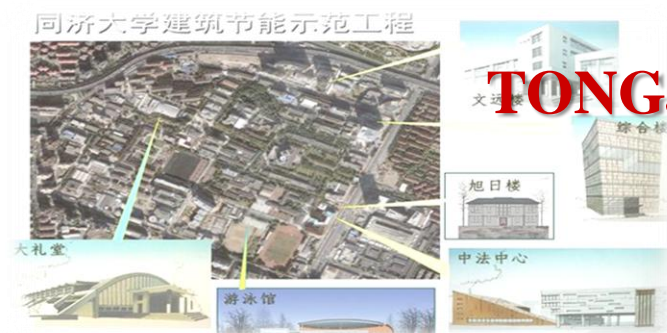 同济大学建筑节能示范工程
文远楼
TONG
综合楼
旭日楼
大礼堂
中法中心
游泳馆